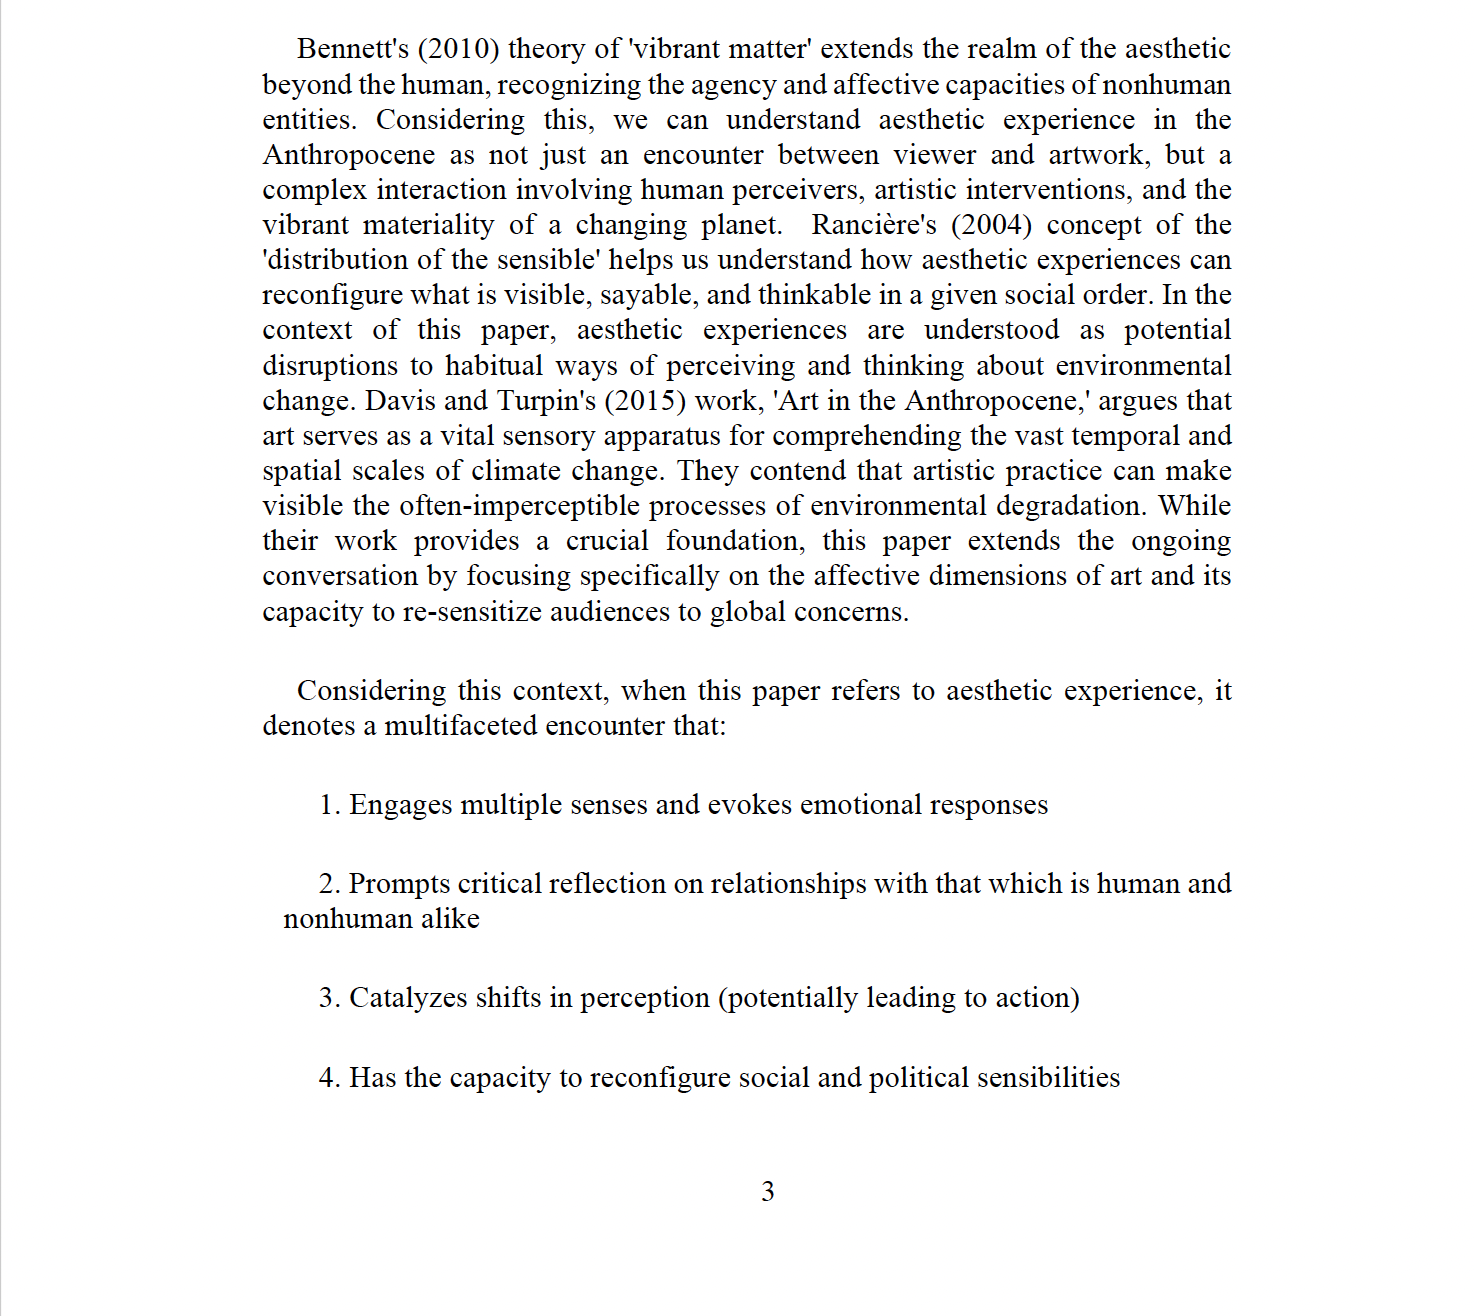 Bennett's (2010) theory of 'vibrant matter' extends the realm of the aesthetic
beyond the human, recognizing the agency and affective capacities of nonhuman
entities. Considering this, we can understand aesthetic experience in the
Anthropocene as not just an encounter between viewer and artwork, but a
complex interaction involving human perceivers, artistic interventions, and the
vibrant materiality of a changing planet.  Rancière's (2004) concept of the
'distribution of the sensible' helps us understand how aesthetic experiences can
reconfigure what is visible, sayable, and thinkable in a given social order. In the
context of this paper, aesthetic experiences are understood as potential
disruptions to habitual ways of perceiving and thinking about environmental
change. Davis and Turpin's (2015) work, 'Art in the Anthropocene,' argues that
art serves as a vital sensory apparatus for comprehending the vast temporal and
spatial scales of climate change. They contend that artistic practice can make
visible the often-imperceptible processes of environmental degradation. While
their work provides a crucial foundation, this paper extends the ongoing
conversation by focusing specifically on the affective dimensions of art and its
capacity to re-sensitize audiences to global concerns.
Considering this context, when this paper refers to aesthetic experience, it
denotes a multifaceted encounter that:
1. Engages multiple senses and evokes emotional responses
2. Prompts critical reflection on relationships with that which is human and
nonhuman alike
3. Catalyzes shifts in perception (potentially leading to action)
4. Has the capacity to reconfigure social and political sensibilities
3